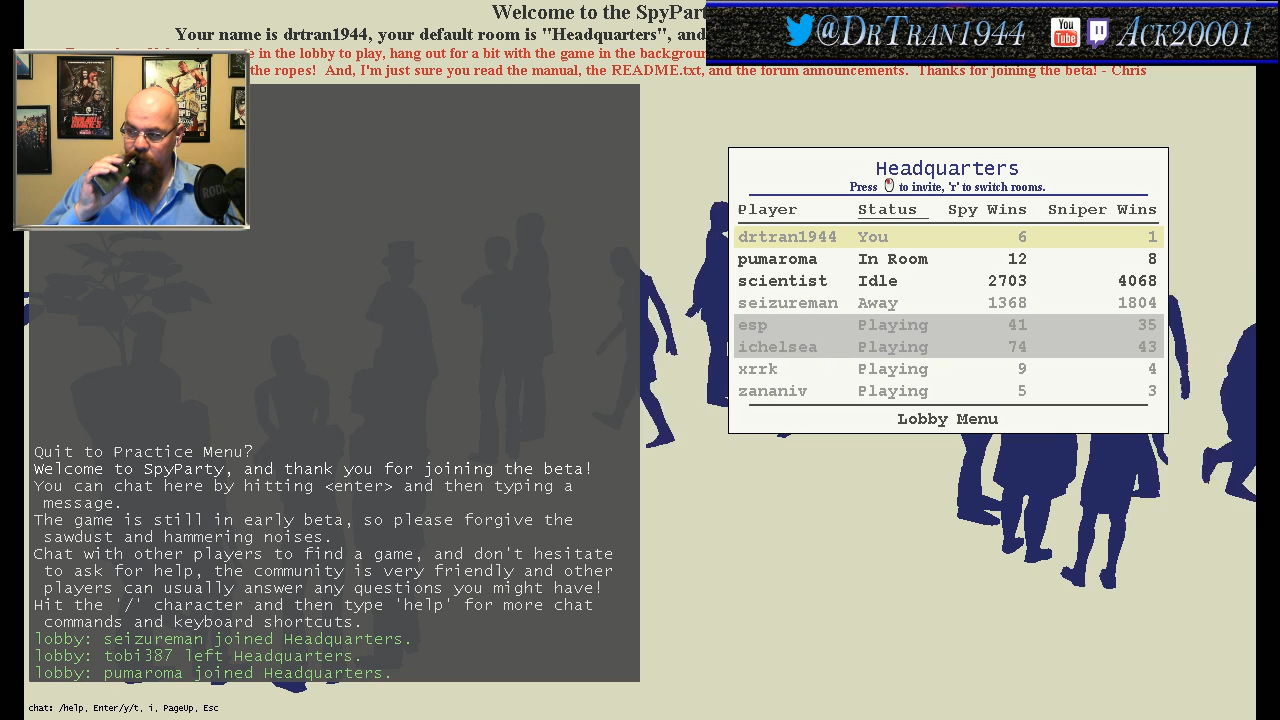 Welcome to the SpyPart
Your name is drtran1944, your default room is "Headquarters", and
e in the lobby to play, hang out for a bit with the game in the backgroun
the ropes! And, I'm just sure you read the manual, the README.txt, and the forum announcements. Thanks for joining the beta! - Chris
@DrTran1944 You Tube Ack20001
RODE
Headquarters
Press to invite, 'r' to switch rooms.
Player Status Spy Wins Sniper Wins
drtran1944 You 6 1
pumaroma In Room 12 8
scientist Idle 2703 4068
seizureman Away 1368 1804
esp Playing 41 35
ichelsea Playing 74 43
xrrk Playing 9 4
zananiv Playing 5 3
Lobby Menu
Quit to Practice Menu?
Welcome to SpyParty, and thank you for joining the beta!
You can chat here by hitting <enter> and then typing a
message.
The game is still in early beta, so please forgive the
sawdust and hammering noises.
Chat with other players to find a game, and don't hesitate
to ask for help, the community is very friendly and other
players can usually answer any questions you might have!
Hit the '/' character and then type 'help' for more chat
commands and keyboard shortcuts.
lobby: seizureman joined Headquarters.
lobby: tobi387 left Headquarters.
lobby: pumaroma joined Headquarters.
chat: /help, Enter/y/t, i, PageUp, Esc